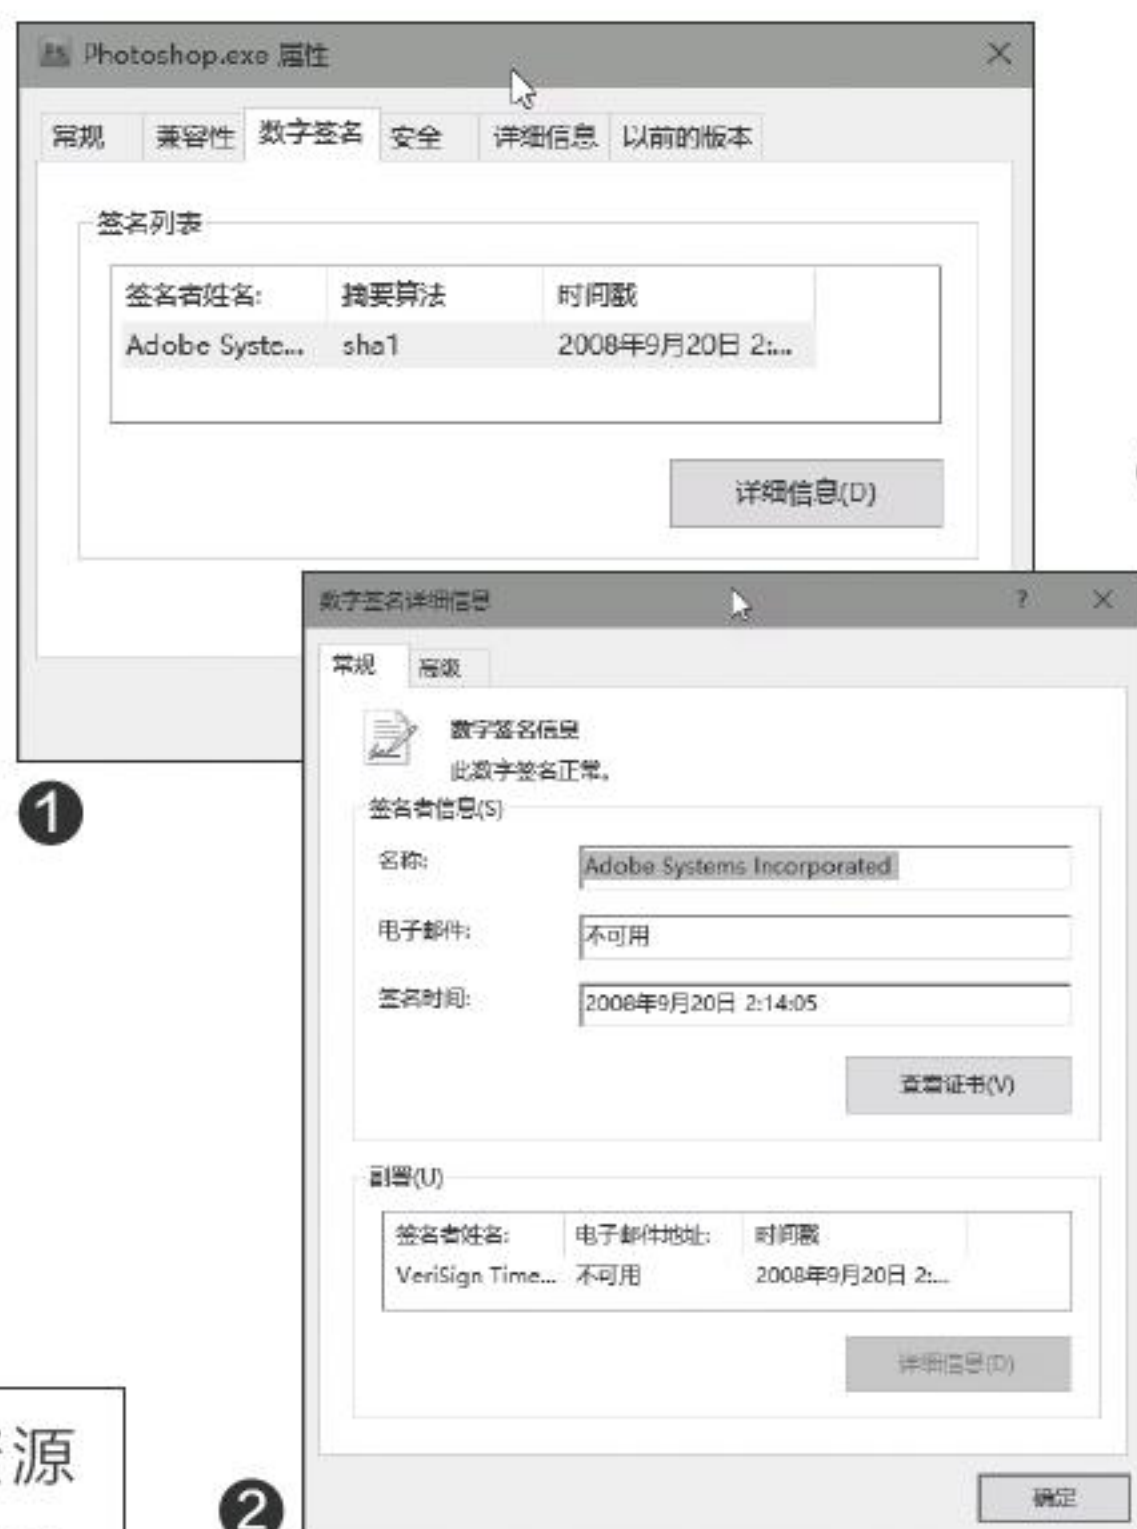 Photoshop.exe 属性
常规 兼容性 数字签名 安全 详细信息 以前的版本
签名列表
签名者姓名: 摘要算法 时间戳
Adobe Syste... sha1 2008年9月20日 2:...
详细信息(D)
1
数字签名详细信息 ?
常规 高级
数字签名信息
此数字签名正常。
签名者信息(S)
名称: Adobe Systems Incorporated
电子邮件: 不可用
签名时间: 2008年9月20日 2:14:05
查看证书(V)
副署(U)
签名者姓名: 电子邮件地址: 时间戳
VeriSign Time... 不可用 2008年9月20日 2:...
详细信息(D)
源
2
确定